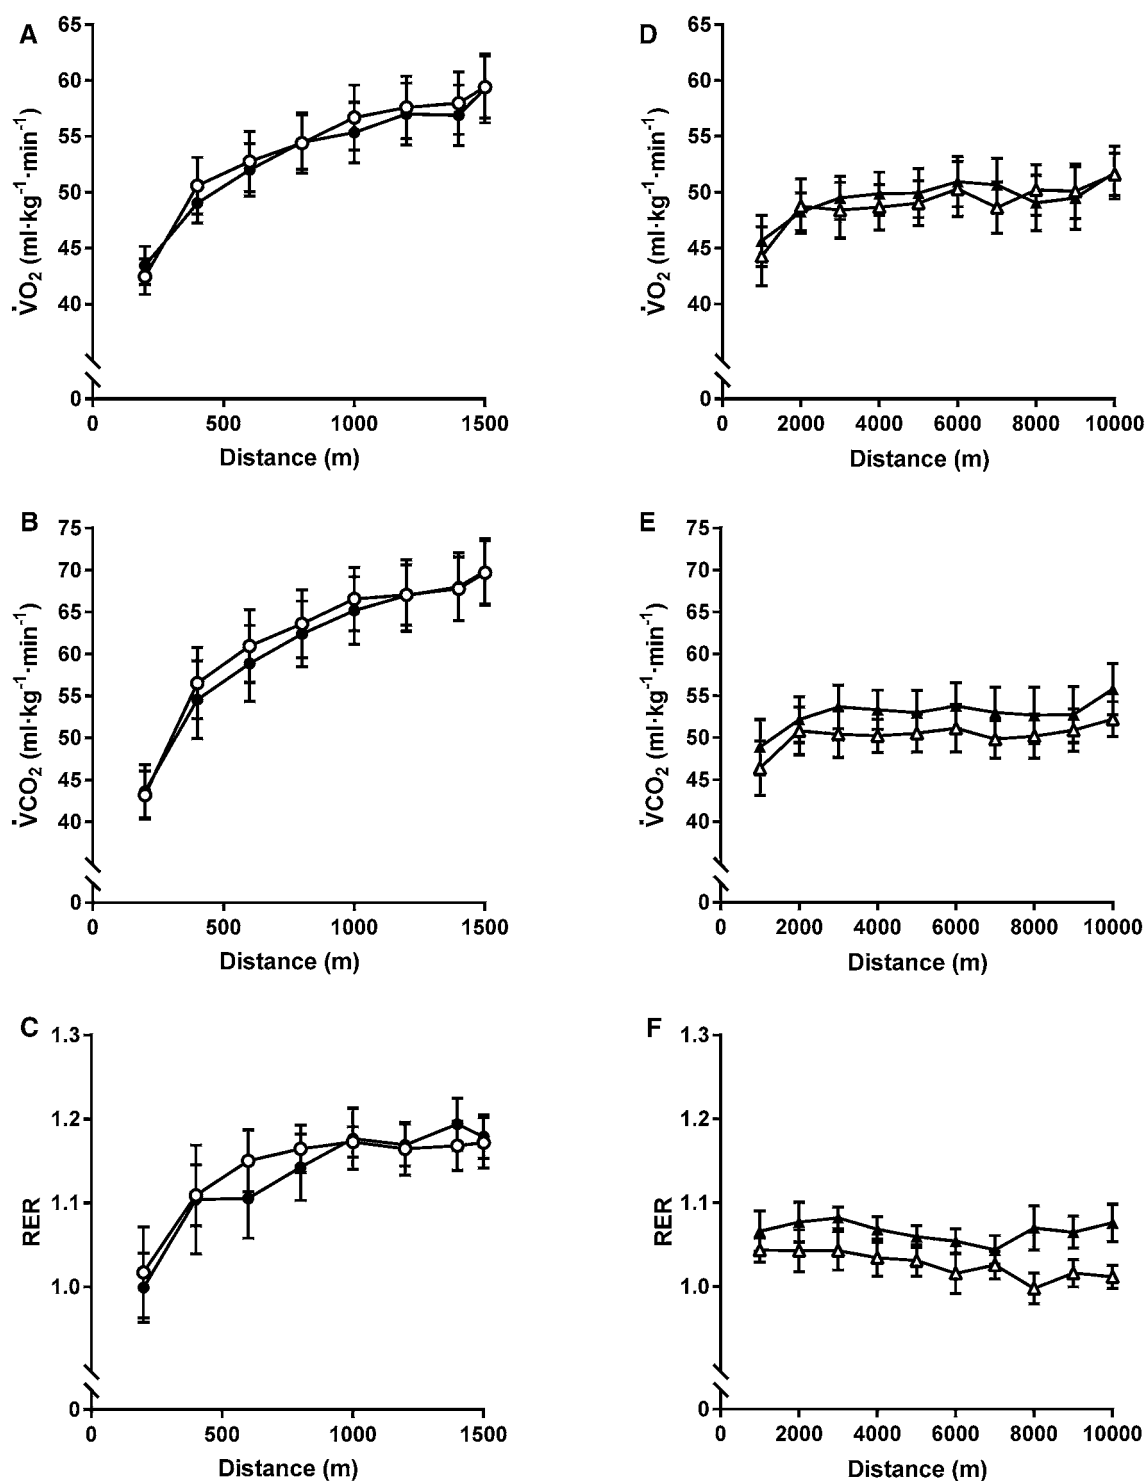 A
65
60
55
50
45
40
0
V̇O₂ (ml·kg⁻¹·min⁻¹)
0 500 1000 1500
Distance (m)
D
65
60
55
50
45
40
0
V̇O₂ (ml·kg⁻¹·min⁻¹)
0 2000 4000 6000 8000 10000
Distance (m)
B
75
70
65
60
55
50
45
40
0
V̇CO₂ (ml·kg⁻¹·min⁻¹)
0 500 1000 1500
Distance (m)
E
75
70
65
60
55
50
45
40
0
V̇CO₂ (ml·kg⁻¹·min⁻¹)
0 2000 4000 6000 8000 10000
Distance (m)
C
1.3
1.2
1.1
1.0
0
RER
0 500 1000 1500
Distance (m)
F
1.3
1.2
1.1
1.0
0
RER
0 2000 4000 6000 8000 10000
Distance (m)